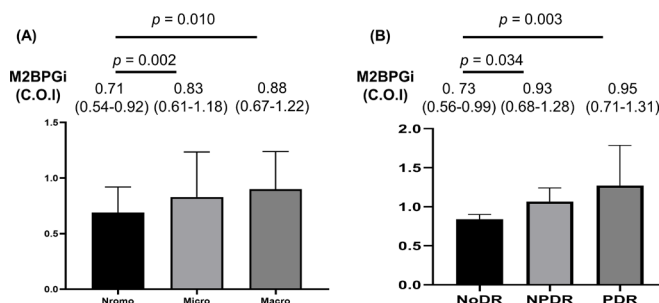 (A)
p = 0.010
p = 0.002
M2BPGi
(C.O.I)
0.71 0.83 0.88
(0.54-0.92) (0.61-1.18) (0.67-1.22)
1.5
1.0
0.5
0.0
Nromo Micro Macro
(B)
p = 0.003
p = 0.034
M2BPGi
(C.O.I)
0. 73 0.93 0.95
(0.56-0.99) (0.68-1.28) (0.71-1.31)
2.0
1.5
1.0
0.5
0.0
NoDR NPDR PDR